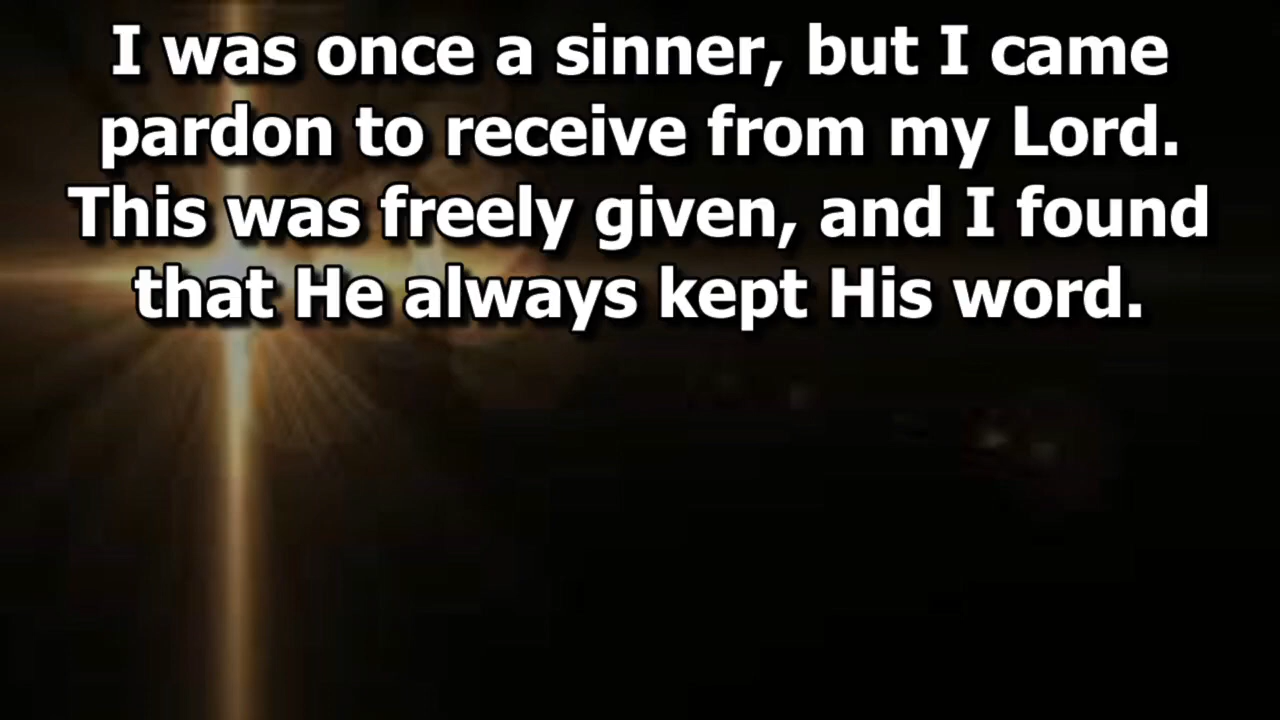 I was once a sinner, but I came
pardon to receive from my Lord.
This was freely given, and I found
that He always kept His word.